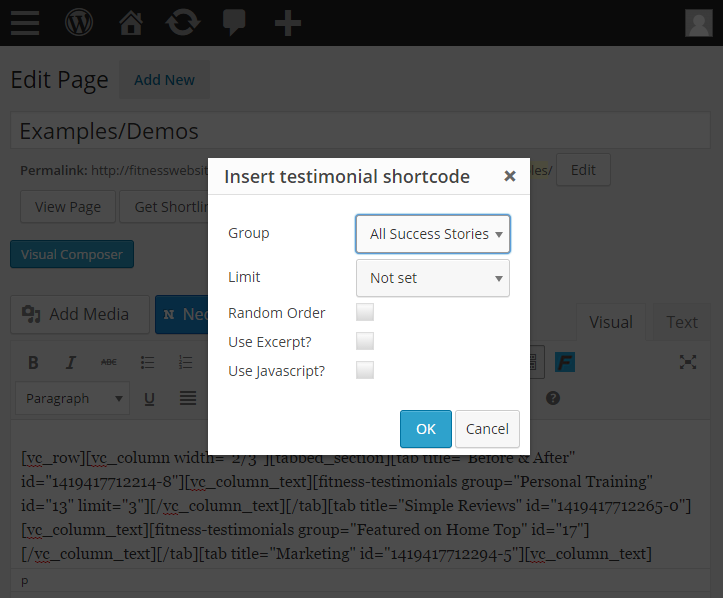 Edit Page Add New
Examples/Demos
Permalink: http://fitnesswebsit les/ Edit
Insert testimonial shortcode ×
View Page Get Shortlin
Group All Success Stories
Visual Composer
Limit Not set
Add Media N Ne
Random Order
Visual Text
Use Excerpt?
B I ABC F
Use Javascript?
Paragraph U ?
OK Cancel
[vc_row][vc_column width="2/3"][tabbed_section][tab title="Before & After"
id="1419417712214-8"][vc_column_text][fitness-testimonials group="Personal Training"
id="13" limit="3"][/vc_column_text][/tab][tab title="Simple Reviews" id="1419417712265-0"]
[vc_column_text][fitness-testimonials group="Featured on Home Top" id="17"]
[/vc_column_text][/tab][tab title="Marketing" id="1419417712294-5"][vc_column_text]
p